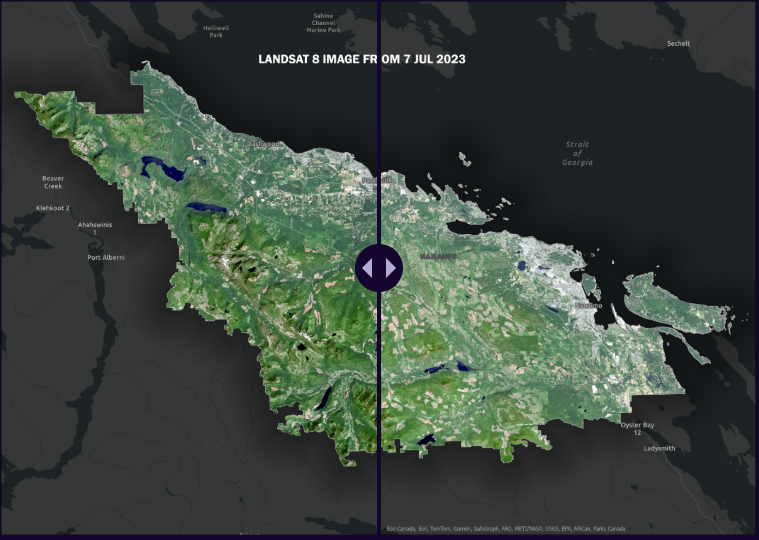 Sabine
Channel
Marine Park
Helliwell
Park
Sechelt
LANDSAT 8 IMAGE FROM 7 JUL 2023
Dashwood
Strait
of
Georgia
Beaver
Creek
Klehkoot 2
Ahahswinis
1
Port Alberni
NANAIMO
Nanaimo
Oyster Bay
12
Ladysmith
Esri Canada, Esri, TomTom, Garmin, SafeGraph, FAO, METI/NASA, USGS, EPA, NRCan, Parks Canada